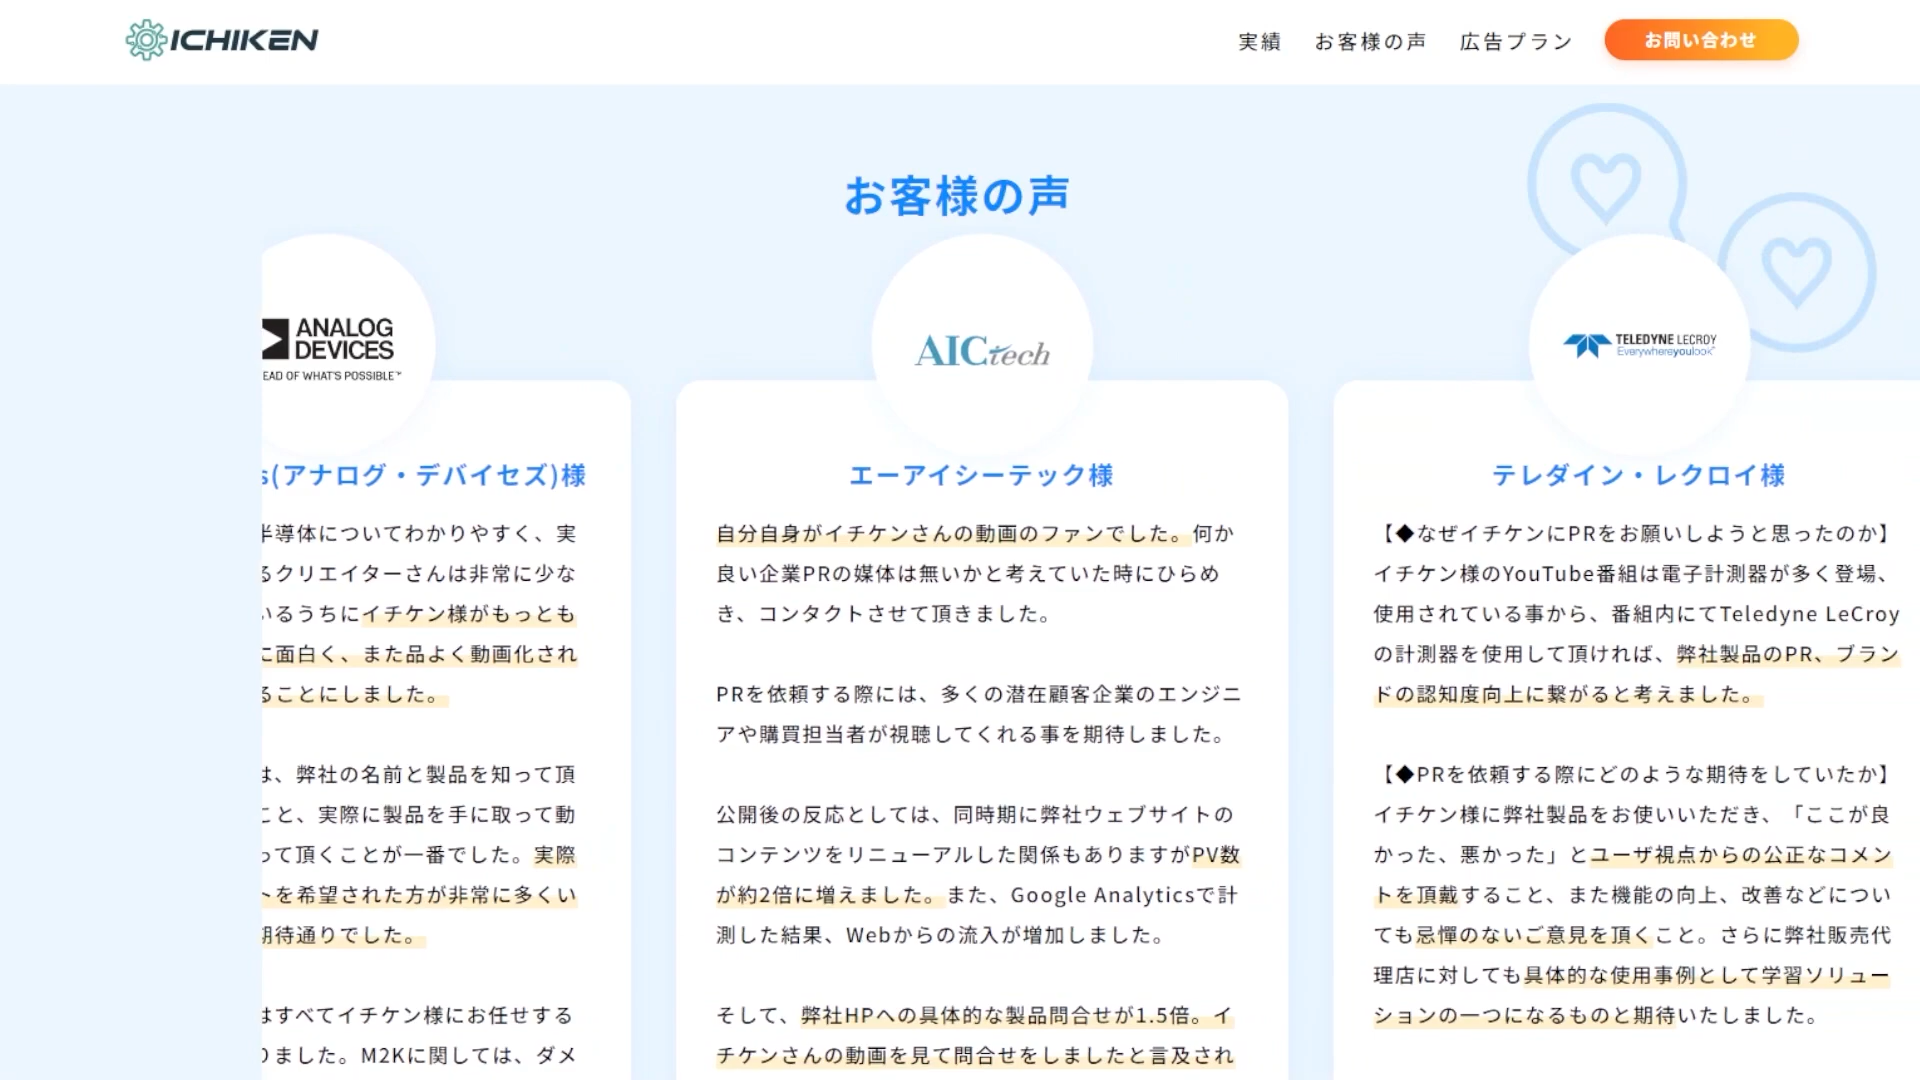 ICHIKEN
実績
お客様の声
広告プラン
お問い合わせ
お客様の声
ANALOG
DEVICES
EAD OF WHAT'S POSSIBLE™
s(アナログ・デバイセズ)様
半導体についてわかりやすく、実
るクリエイターさんは非常に少な
いるうちにイチケン様がもっとも
に面白く、また品よく動画化され
ることにしました。
は、弊社の名前と製品を知って頂
こと、実際に製品を手に取って動
って頂くことが一番でした。実際
トを希望された方が非常に多くい
期待通りでした。
はすべてイチケン様にお任せする
りました。M2Kに関しては、ダメ
AICtech
エーアイシーテック様
自分自身がイチケンさんの動画のファンでした。何か
良い企業PRの媒体は無いかと考えていた時にひらめ
き、コンタクトさせて頂きました。
PRを依頼する際には、多くの潜在顧客企業のエンジニ
アや購買担当者が視聴してくれる事を期待しました。
公開後の反応としては、同時期に弊社ウェブサイトの
コンテンツをリニューアルした関係もありますがPV数
が約2倍に増えました。また、Google Analyticsで計
測した結果、Webからの流入が増加しました。
そして、弊社HPへの具体的な製品問合せが1.5倍。イ
チケンさんの動画を見て問合せをしましたと言及され
TELEDYNE LECROY
Everywhereyoulook™
テレダイン・レクロイ様
【◆なぜイチケンにPRをお願いしようと思ったのか】
イチケン様のYouTube番組は電子計測器が多く登場、
使用されている事から、番組内にてTeledyne LeCroy
の計測器を使用して頂ければ、弊社製品のPR、ブラン
ドの認知度向上に繋がると考えました。
【◆PRを依頼する際にどのような期待をしていたか】
イチケン様に弊社製品をお使いいただき、「ここが良
かった、悪かった」とユーザ視点からの公正なコメン
トを頂戴すること、また機能の向上、改善などについ
ても忌憚のないご意見を頂くこと。さらに弊社販売代
理店に対しても具体的な使用事例として学習ソリュー
ションの一つになるものと期待いたしました。